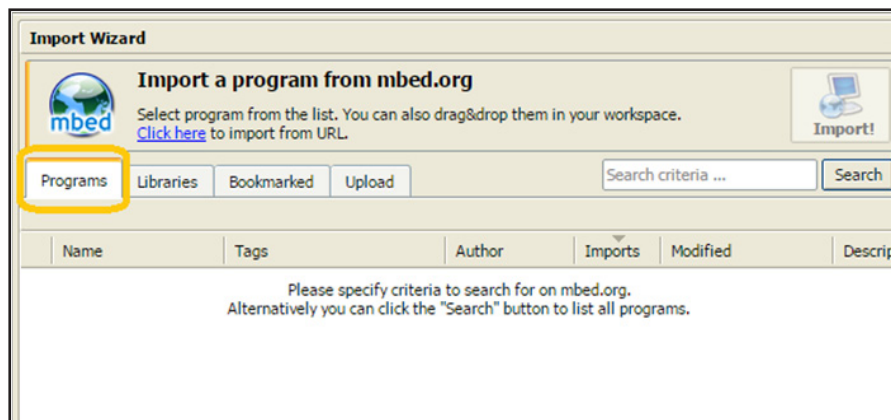 Import Wizard
Import a program from mbed.org
mbed
Select program from the list. You can also drag&drop them in your workspace.
Click here to import from URL.
Import!
Programs Libraries Bookmarked Upload Search criteria ... Search
Name Tags Author Imports Modified Descrip
Please specify criteria to search for on mbed.org.
Alternatively you can click the "Search" button to list all programs.